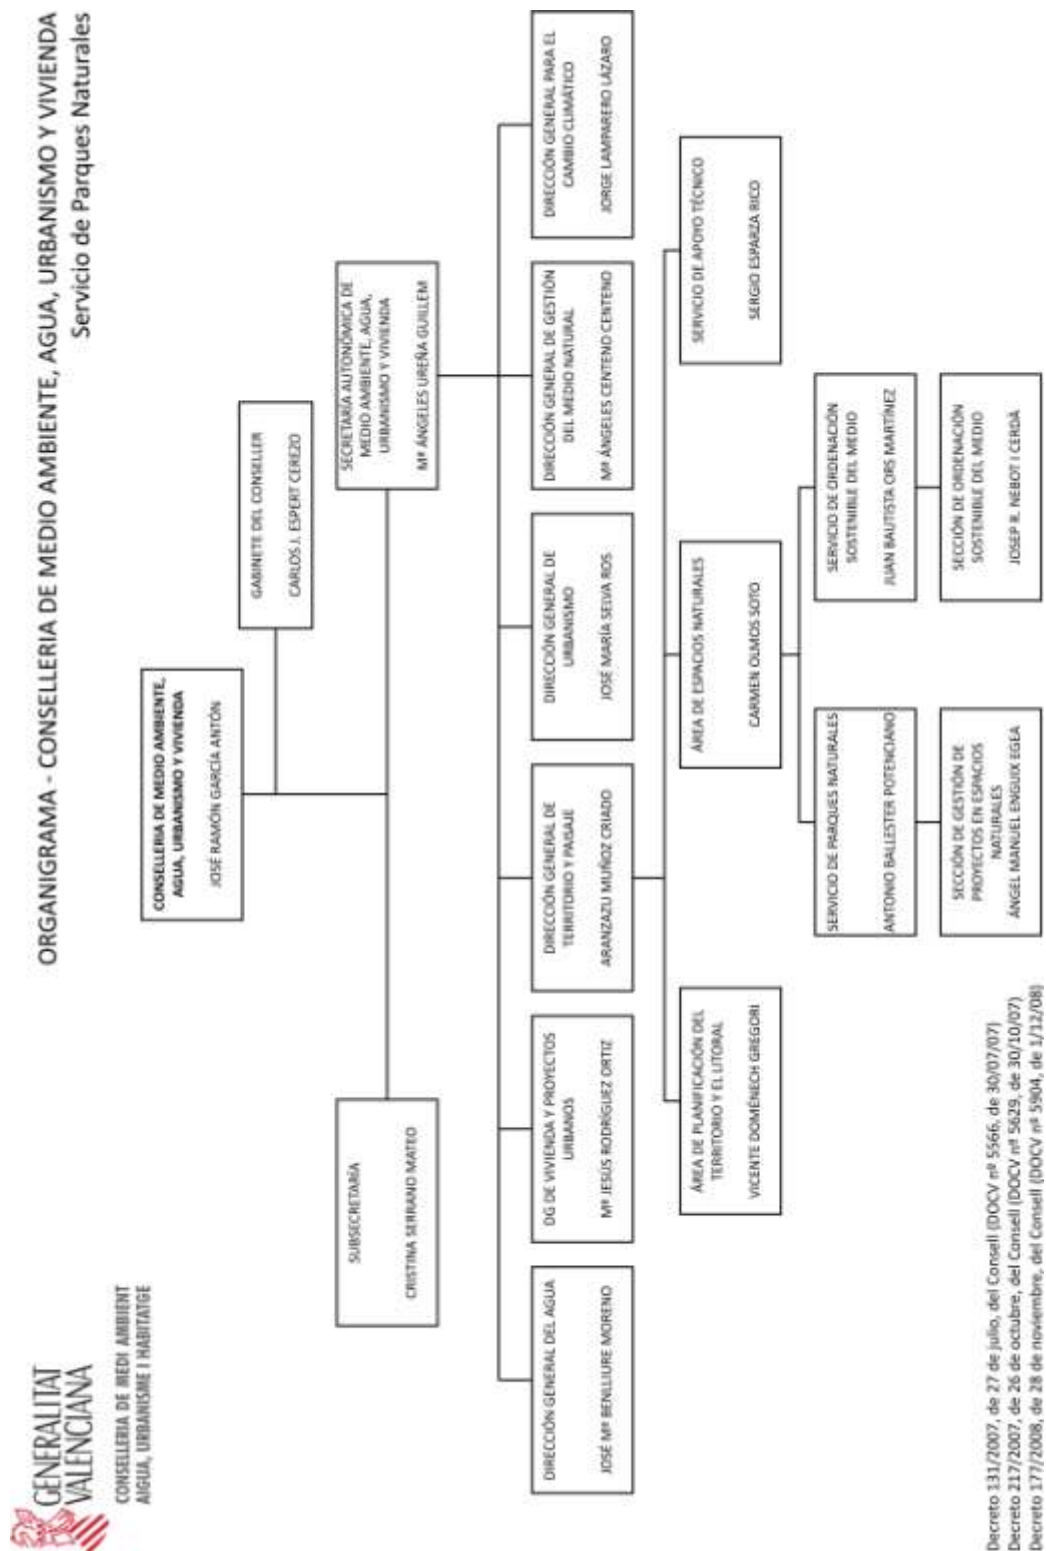 GENERALITAT
VALENCIANA
CONSELLERIA DE MEDI AMBIENT
AIGUA, URBANISME I HABITATGE
ORGANIGRAMA - CONSELLERIA DE MEDIO AMBIENTE, AGUA, URBANISMO Y VIVIENDA
Servicio de Parques Naturales
CONSELLERIA DE MEDIO AMBIENTE,
AGUA, URBANISMO Y VIVIENDA
JOSÉ RAMÓN GARCÍA ANTÓN
GABINETE DEL CONSELLER
CARLOS J. ESPERT CEREZO
SUBSECRETARÍA
CRISTINA SERRANO MATEO
SECRETARÍA AUTONÓMICA DE
MEDIO AMBIENTE, AGUA,
URBANISMO Y VIVIENDA
Mª ÁNGELES UREÑA GUILLEM
DIRECCIÓN GENERAL DEL AGUA
JOSÉ Mª BENLLIURE MORENO
DG DE VIVIENDA Y PROYECTOS
URBANOS
Mª JESÚS RODRÍGUEZ ORTIZ
DIRECCIÓN GENERAL DE
TERRITORIO Y PAISAJE
ARANZAZU MUÑOZ CRIADO
DIRECCIÓN GENERAL DE
URBANISMO
JOSÉ MARÍA SELVA ROS
DIRECCIÓN GENERAL DE GESTIÓN
DEL MEDIO NATURAL
Mª ÁNGELES CENTENO CENTENO
DIRECCIÓN GENERAL PARA EL
CAMBIO CLIMÁTICO
JORGE LAMPARERO LÁZARO
ÁREA DE PLANIFICACIÓN DEL
TERRITORIO Y EL LITORAL
VICENTE DOMÉNECH GREGORI
ÁREA DE ESPACIOS NATURALES
CARMEN OLMOS SOTO
SERVICIO DE APOYO TÉCNICO
SERGIO ESPARZA RICO
SERVICIO DE PARQUES NATURALES
ANTONIO BALLESTER POTENCIANO
SERVICIO DE ORDENACIÓN
SOSTENIBLE DEL MEDIO
JUAN BAUTISTA ORS MARTÍNEZ
SECCIÓN DE GESTIÓN DE
PROYECTOS EN ESPACIOS
NATURALES
ÁNGEL MANUEL ENGUIX EGEA
SECCIÓN DE ORDENACIÓN
SOSTENIBLE DEL MEDIO
JOSEP R. NEBOT I CERDÀ
Decreto 131/2007, de 27 de julio, del Consell (DOCV nº 5566, de 30/07/07)
Decreto 217/2007, de 26 de octubre, del Consell (DOCV nº 5629, de 30/10/07)
Decreto 177/2008, de 28 de noviembre, del Consell (DOCV nº 5904, de 1/12/08)